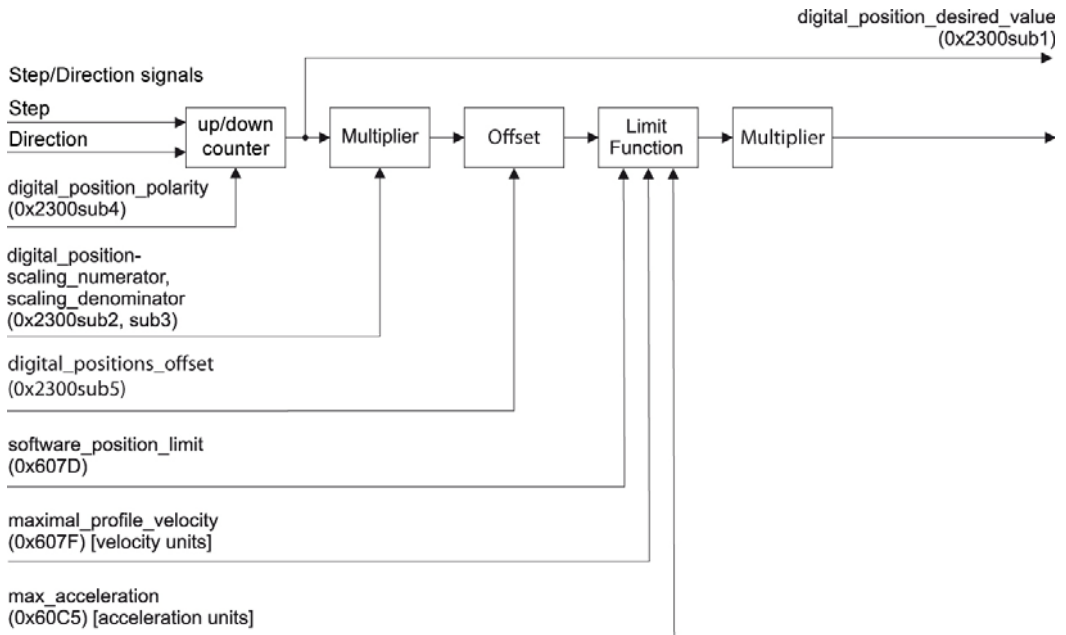 digital_position_desired_value
(0x2300sub1)
Step/Direction signals
Step
Direction
up/down
counter
Multiplier
Offset
Limit
Function
Multiplier
digital_position_polarity
(0x2300sub4)
digital_position-
scaling_numerator,
scaling_denominator
(0x2300sub2, sub3)
digital_positions_offset
(0x2300sub5)
software_position_limit
(0x607D)
maximal_profile_velocity
(0x607F) [velocity units]
max_acceleration
(0x60C5) [acceleration units]